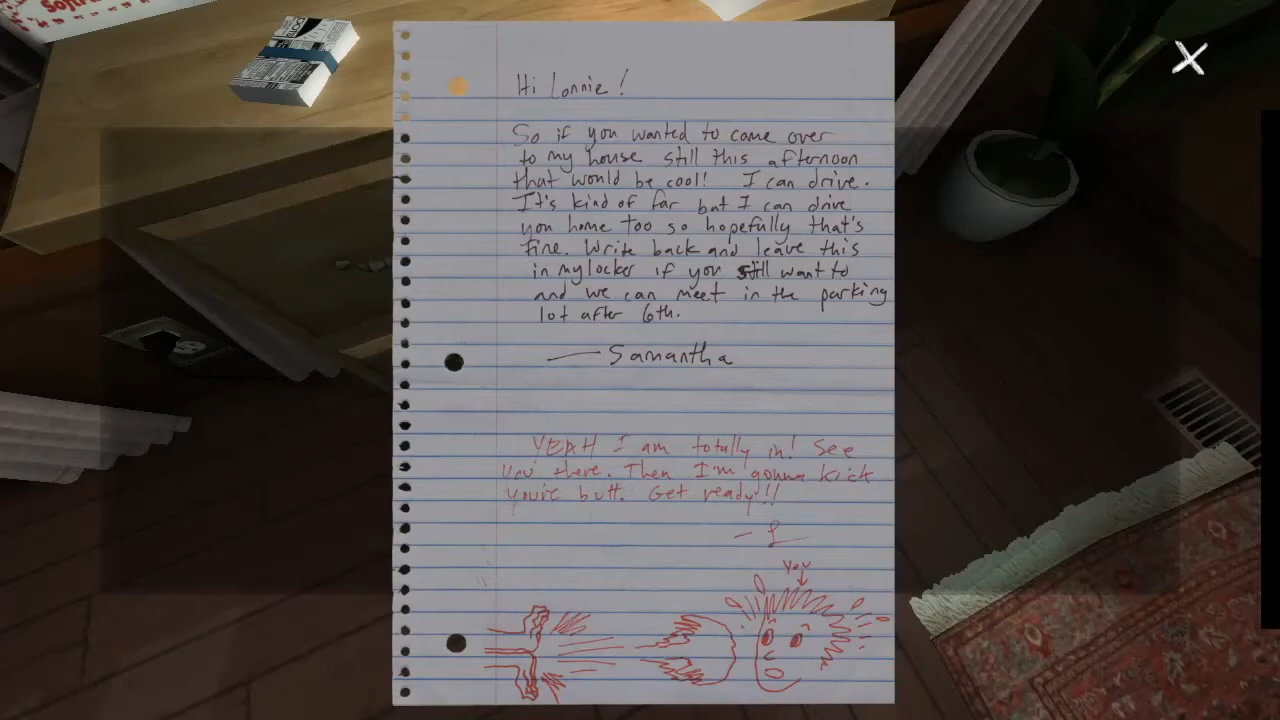 Hi Lonnie!
So if you wanted to come over
to my house still this afternoon
that would be cool! I can drive.
It's kind of far but I can drive
you home too so hopefully that's
fine. Write back and leave this
in my locker if you still want to
and we can meet in the parking
lot after 6th.
— Samantha
YEAH I am totally in! See
you there. Then I'm gonna kick
you're butt. Get ready!!
- L
You